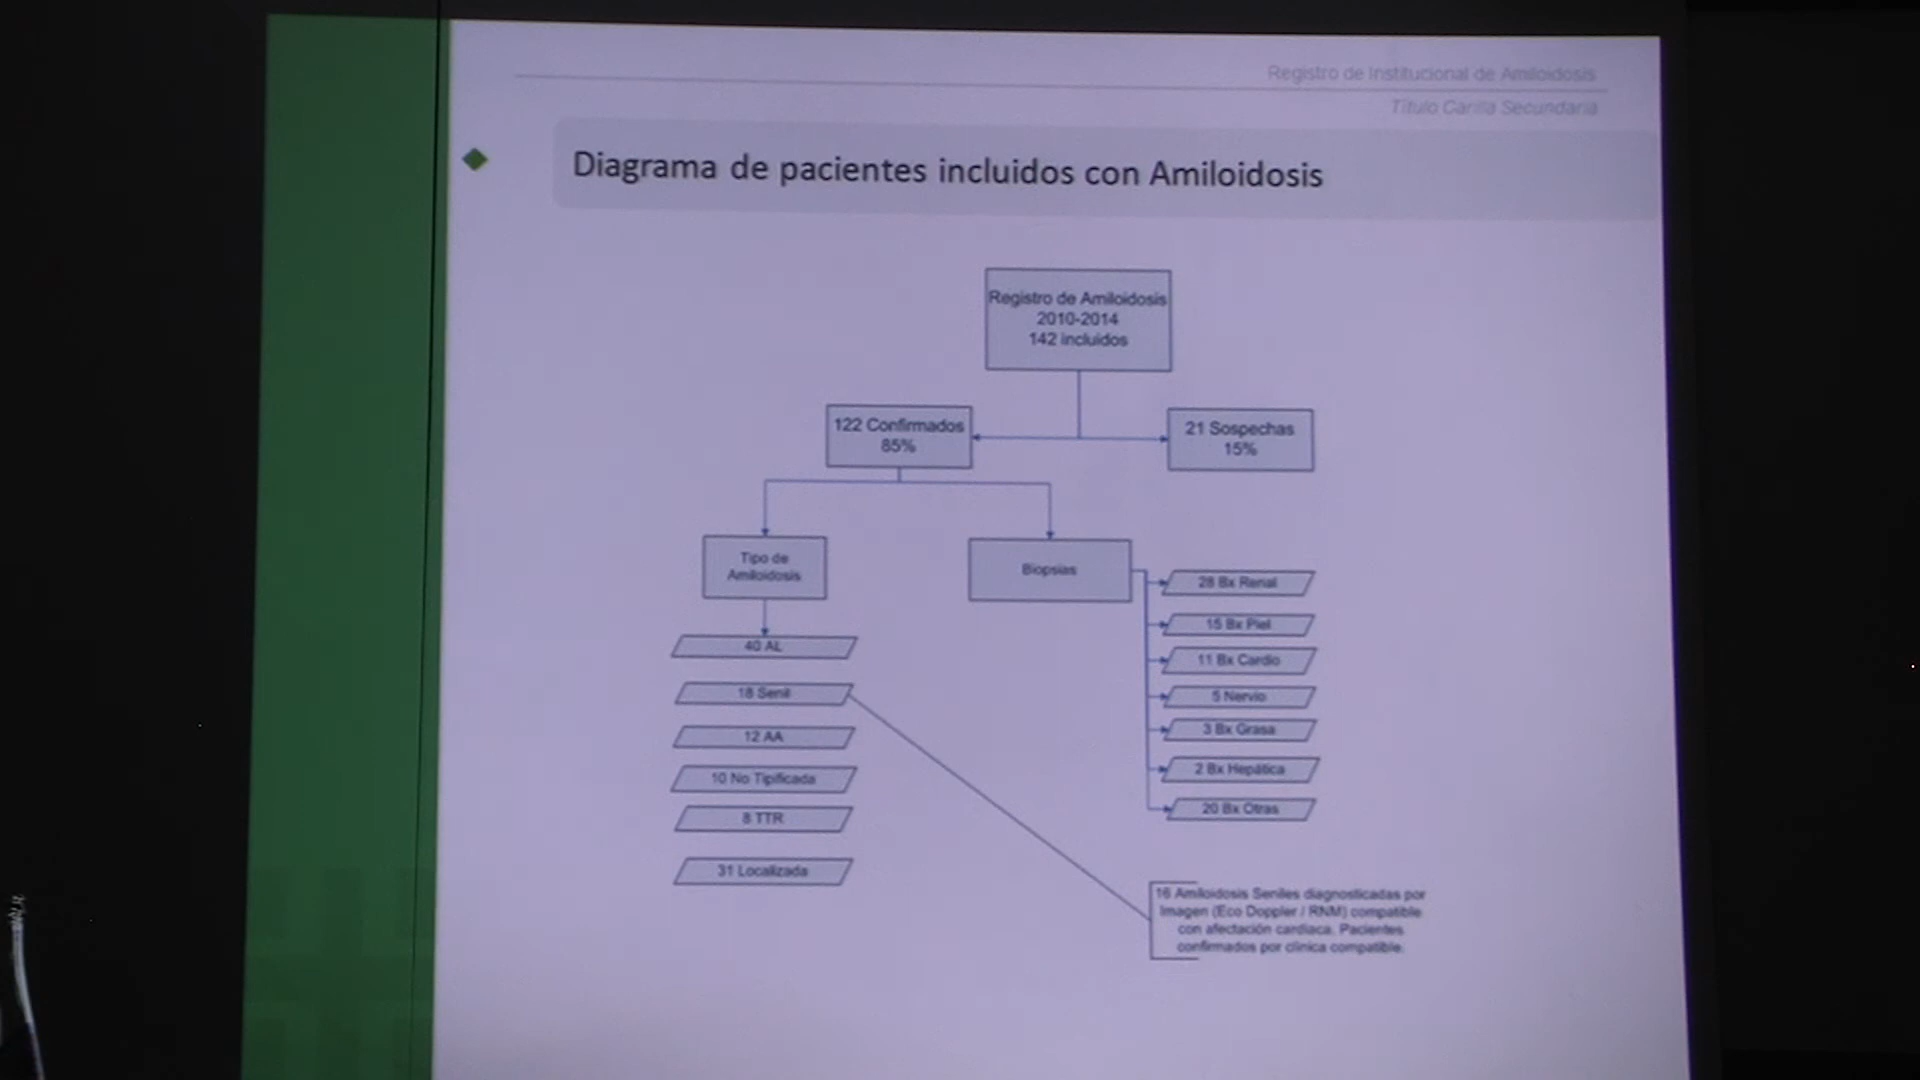 Registro de Institucional de Amiloidosis
Título Carilla Secundaria
Diagrama de pacientes incluidos con Amiloidosis
Registro de Amiloidosis
2010-2014
142 incluidos
122 Confirmados
85%
21 Sospechas
15%
Tipo de
Amiloidosis
40 AL
18 Senil
12 AA
10 No Tipificada
8 TTR
31 Localizada
Biopsias
28 Bx Renal
15 Bx Piel
11 Bx Cardio
5 Nervio
3 Bx Grasa
2 Bx Hepática
20 Bx Otras
16 Amiloidosis Seniles diagnosticadas por
Imagen (Eco Doppler / RNM) compatible
con afectación cardiaca. Pacientes
confirmados por clínica compatible.